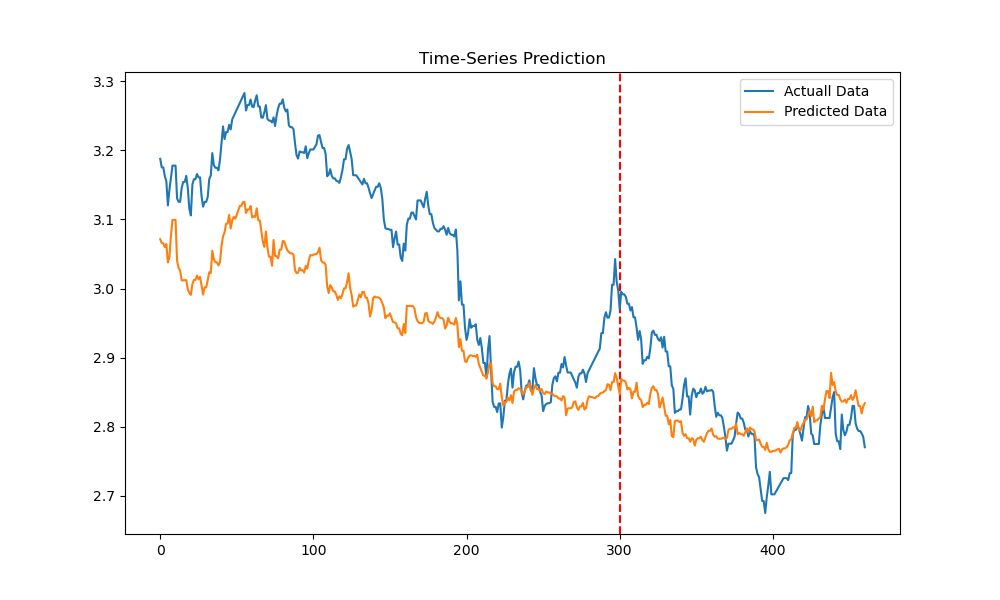 Time-Series Prediction
Actuall Data
Predicted Data
3.3
3.2
3.1
3.0
2.9
2.8
2.7
0 100 200 300 400